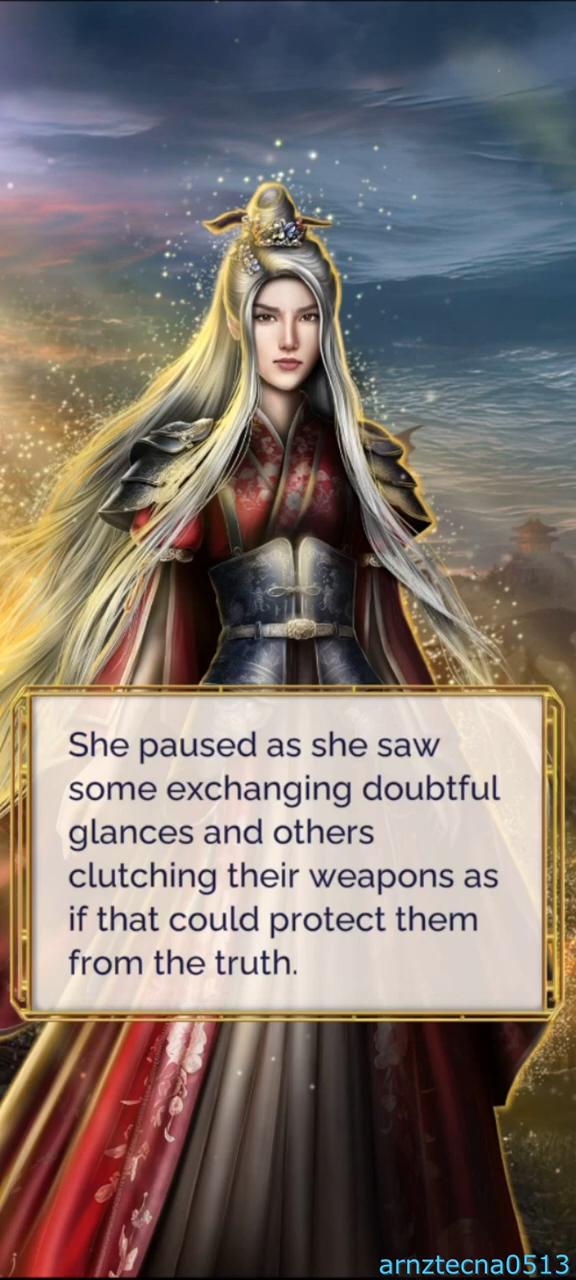 She paused as she saw
some exchanging doubtful
glances and others
clutching their weapons as
if that could protect them
from the truth.
arnztecna0513